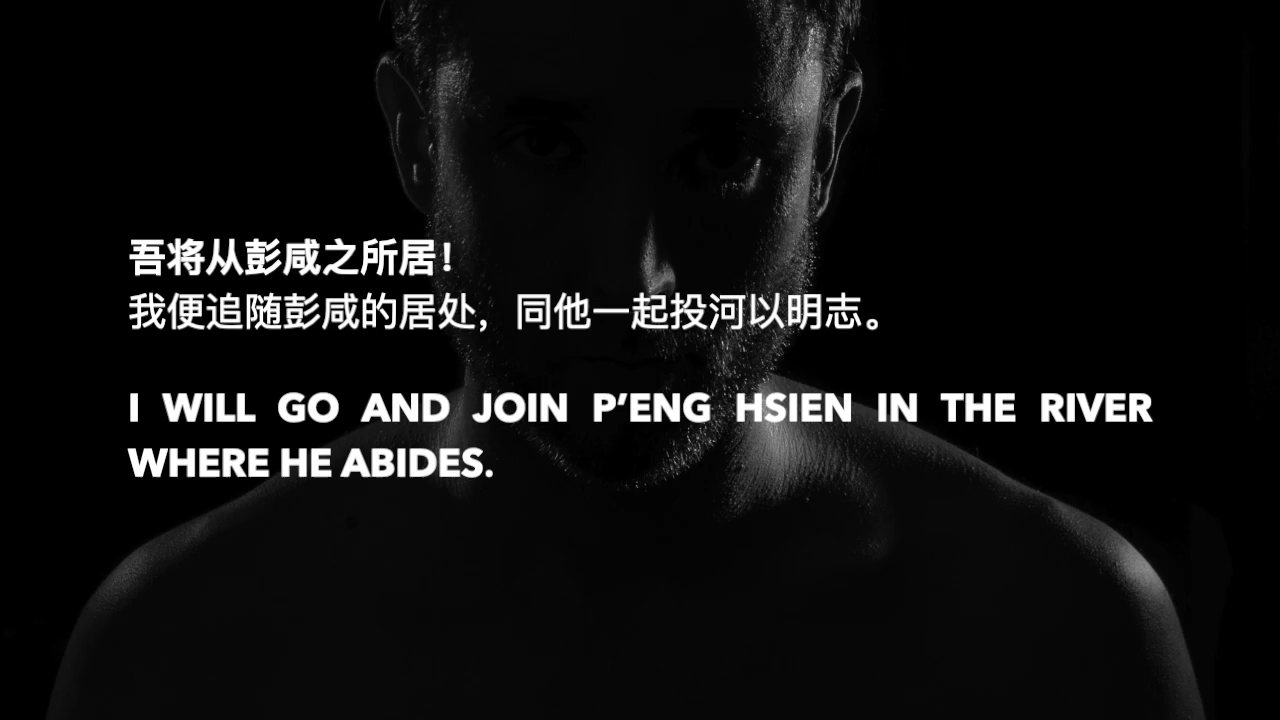 吾将从彭咸之所居！
我便追随彭咸的居处，同他一起投河以明志。
I WILL GO AND JOIN P’ENG HSIEN IN THE RIVER
WHERE HE ABIDES.